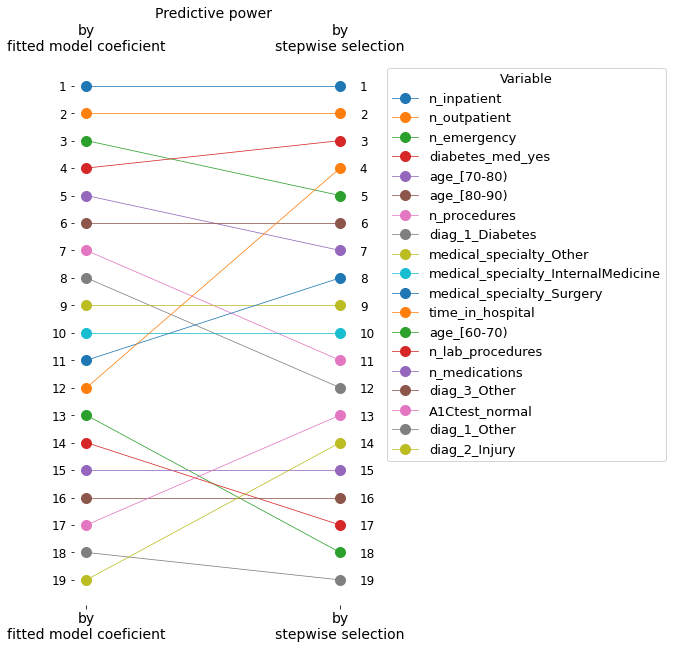 Predictive power
by
fitted model coeficient
by
stepwise selection
1
2
3
4
5
6
7
8
9
10
11
12
13
14
15
16
17
18
19
1
2
3
4
5
6
7
8
9
10
11
12
13
14
15
16
17
18
19
Variable
n_inpatient
n_outpatient
n_emergency
diabetes_med_yes
age_[70-80)
age_[80-90)
n_procedures
diag_1_Diabetes
medical_specialty_Other
medical_specialty_InternalMedicine
medical_specialty_Surgery
time_in_hospital
age_[60-70)
n_lab_procedures
n_medications
diag_3_Other
A1Ctest_normal
diag_1_Other
diag_2_Injury
by
fitted model coeficient
by
stepwise selection